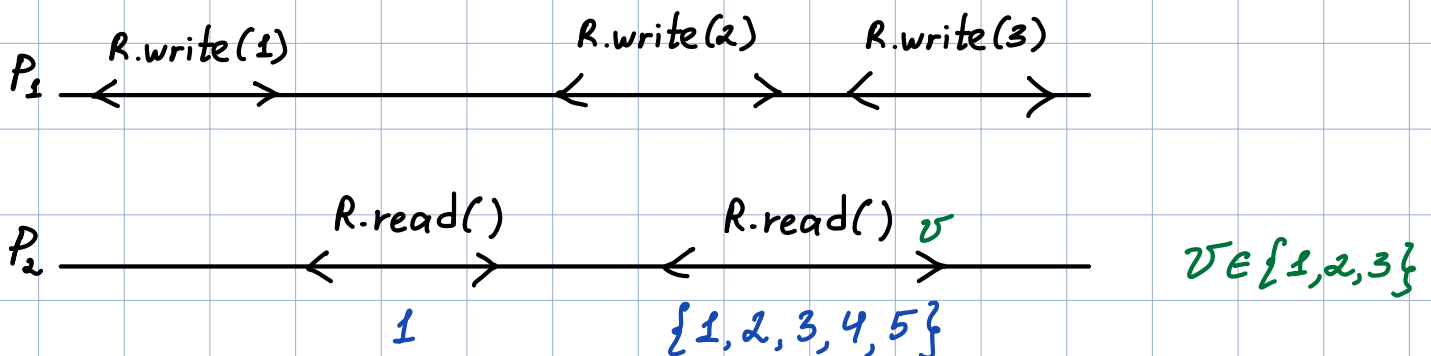 R.write(1) R.write(2) R.write(3)
P1
R.read() R.read() v
P2
v∈{1,2,3}
1 {1,2,3,4,5}